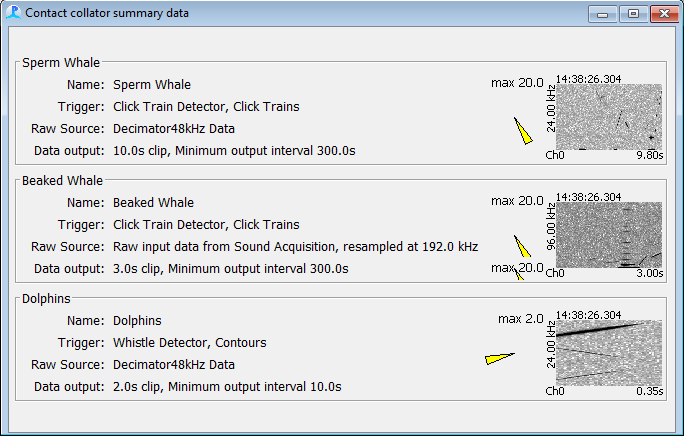 Contact collator summary data
Sperm Whale
Name: Sperm Whale
Trigger: Click Train Detector, Click Trains
Raw Source: Decimator48kHz Data
Data output: 10.0s clip, Minimum output interval 300.0s
max 20.0
14:38:26.304
24.00 kHz
Ch0 9.80s
Beaked Whale
Name: Beaked Whale
Trigger: Click Train Detector, Click Trains
Raw Source: Raw input data from Sound Acquisition, resampled at 192.0 kHz
Data output: 3.0s clip, Minimum output interval 300.0s
max 20.0
max 20.0
14:38:26.304
96.00 kHz
Ch0 3.00s
Dolphins
Name: Dolphins
Trigger: Whistle Detector, Contours
Raw Source: Decimator48kHz Data
Data output: 2.0s clip, Minimum output interval 10.0s
max 2.0
14:38:26.304
24.00 kHz
Ch0 0.35s